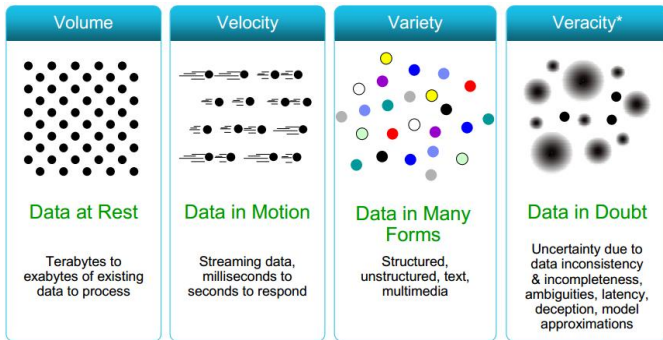 Volume
Data at Rest
Terabytes to
exabytes of existing
data to process
Velocity
Data in Motion
Streaming data,
milliseconds to
seconds to respond
Variety
Data in Many
Forms
Structured,
unstructured, text,
multimedia
Veracity*
Data in Doubt
Uncertainty due to
data inconsistency
& incompleteness,
ambiguities, latency,
deception, model
approximations